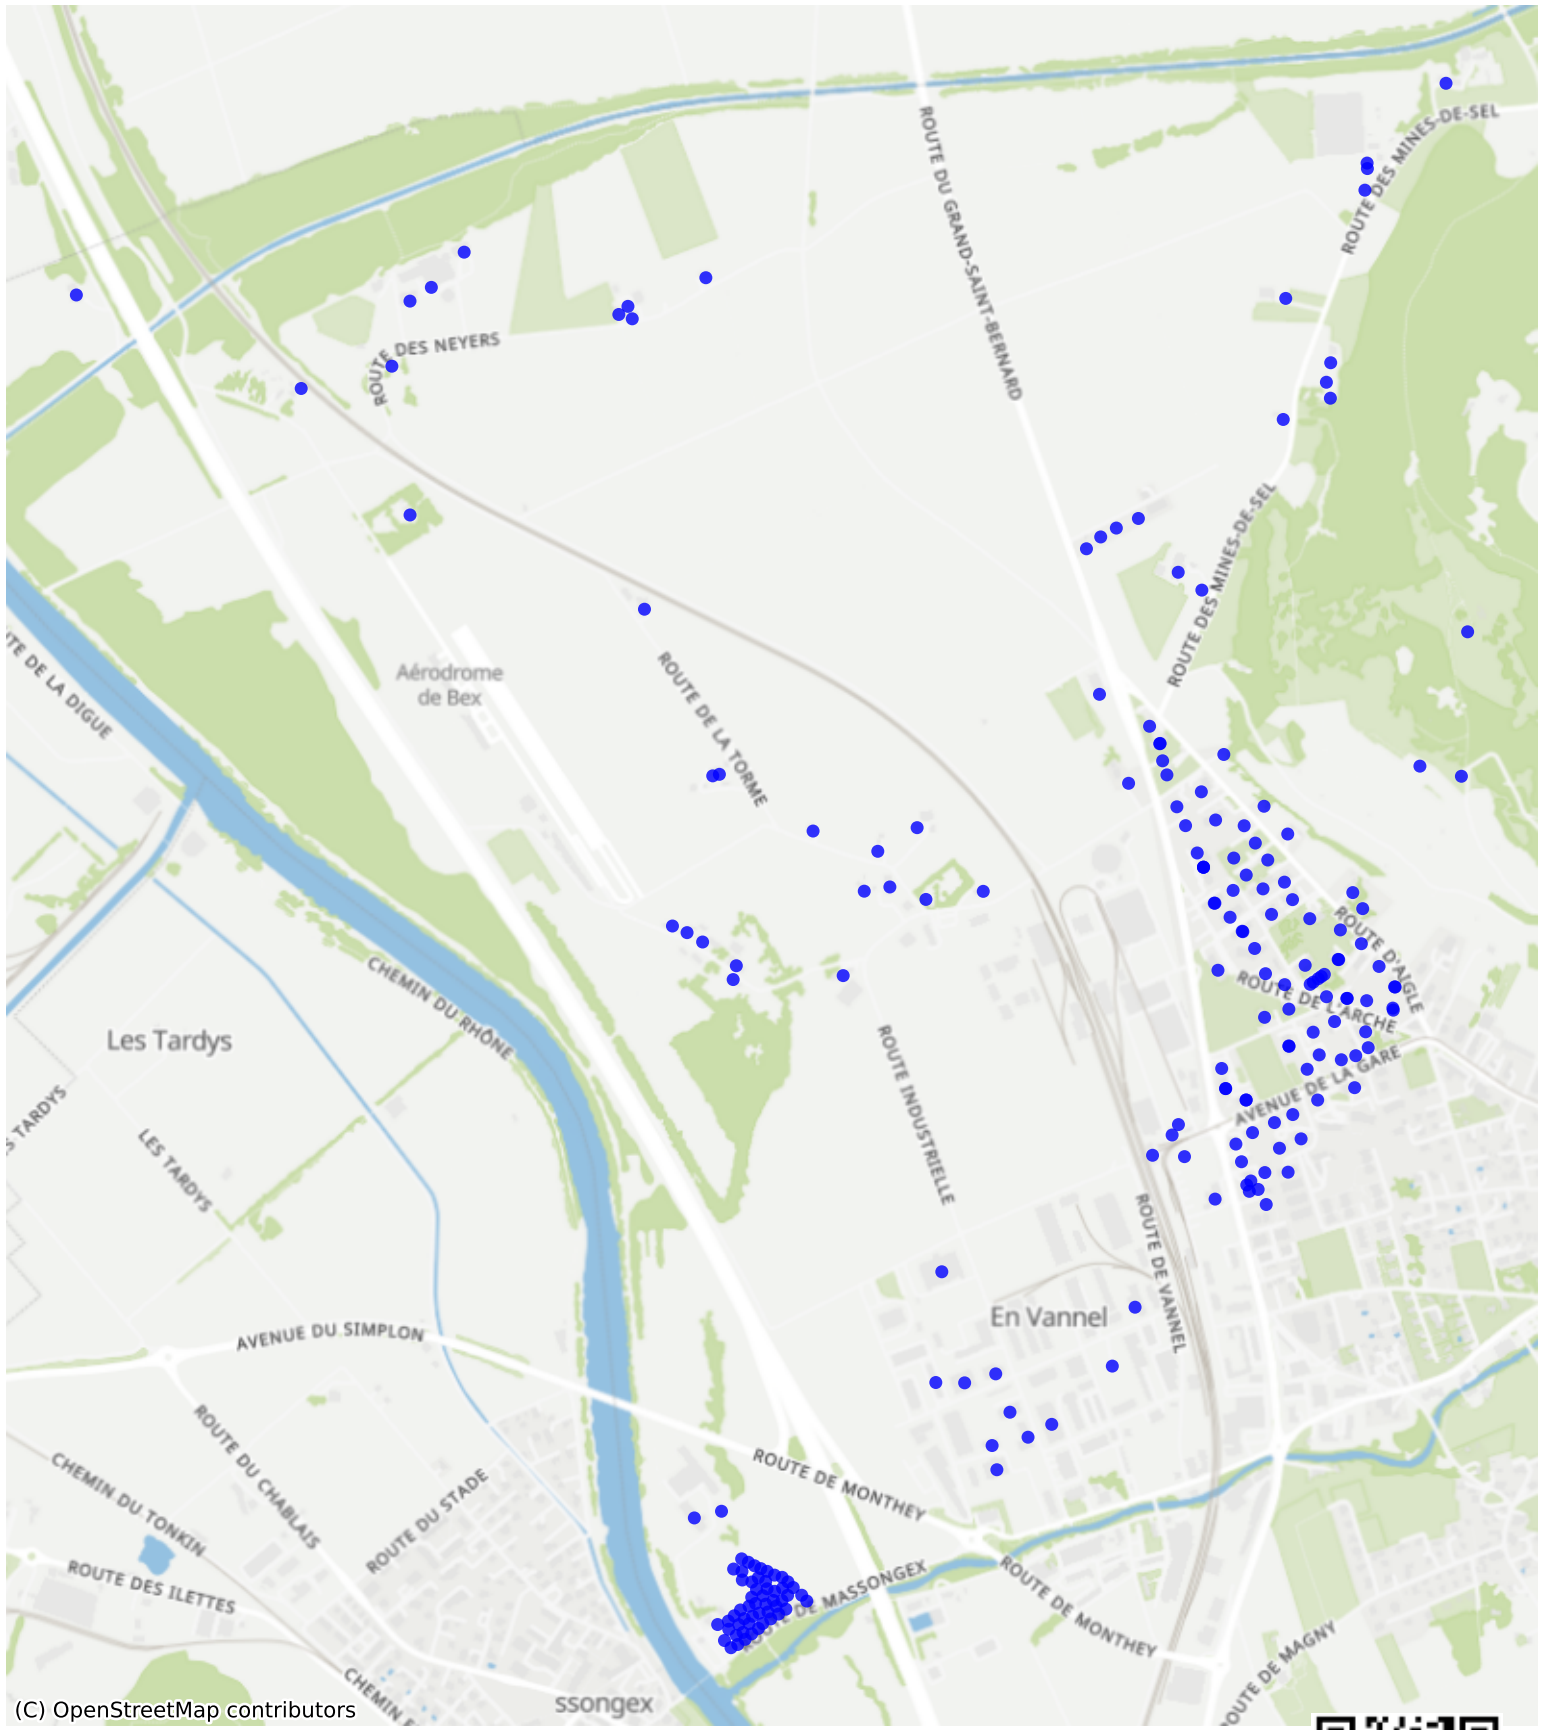 ROUTE DES MINES-DE-SEL
ROUTE DU GRAND-SAINT-BERNARD
ROUTE DES NEYERS
ROUTE DES MINES-DE-SEL
ROUTE DE LA TORME
Aérodrome
de Bex
UTE DE LA DIGUE
ROUTE D'AIGLE
ROUTE DE L'ARCHE
AVENUE DE LA GARE
CHEMIN DU RHÔNE
Les Tardys
S TARDYS
LES TARDYS
ROUTE INDUSTRIELLE
ROUTE DE VANNEL
En Vannel
AVENUE DU SIMPLON
ROUTE DU CHABLAIS
ROUTE DU STADE
CHEMIN DU TONKIN
ROUTE DES ILETTES
ROUTE DE MONTHEY
DE MASSONGEX
ROUTE DE MONTHEY
ROUTE DE MAGNY
CHEMIN
ssongex
(C) OpenStreetMap contributors